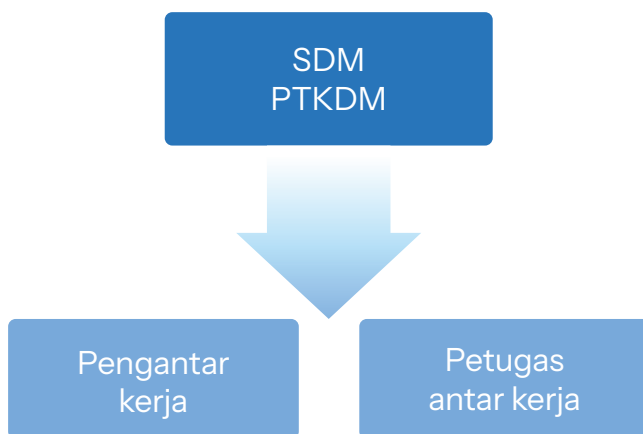 SDM
PTKDM
Pengantar
kerja
Petugas
antar kerja